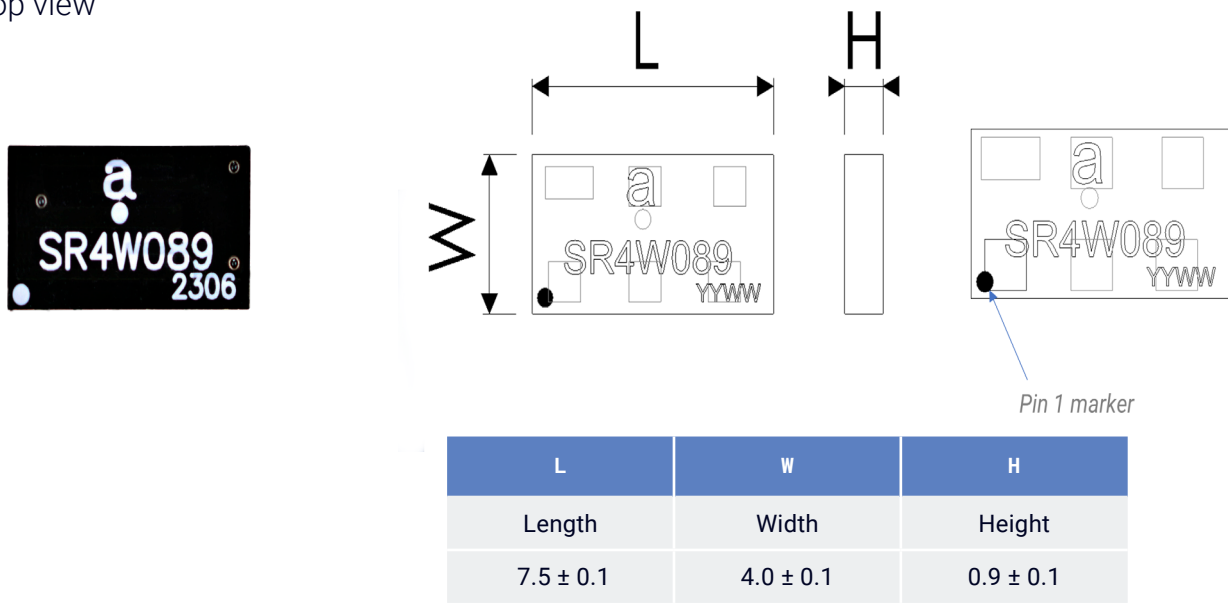 op view
a
SR4W089
2306
L
H
W
a
SR4W089
YYWW
a
SR4W089
YYWW
Pin 1 marker
L W H
Length Width Height
7.5 ± 0.1 4.0 ± 0.1 0.9 ± 0.1